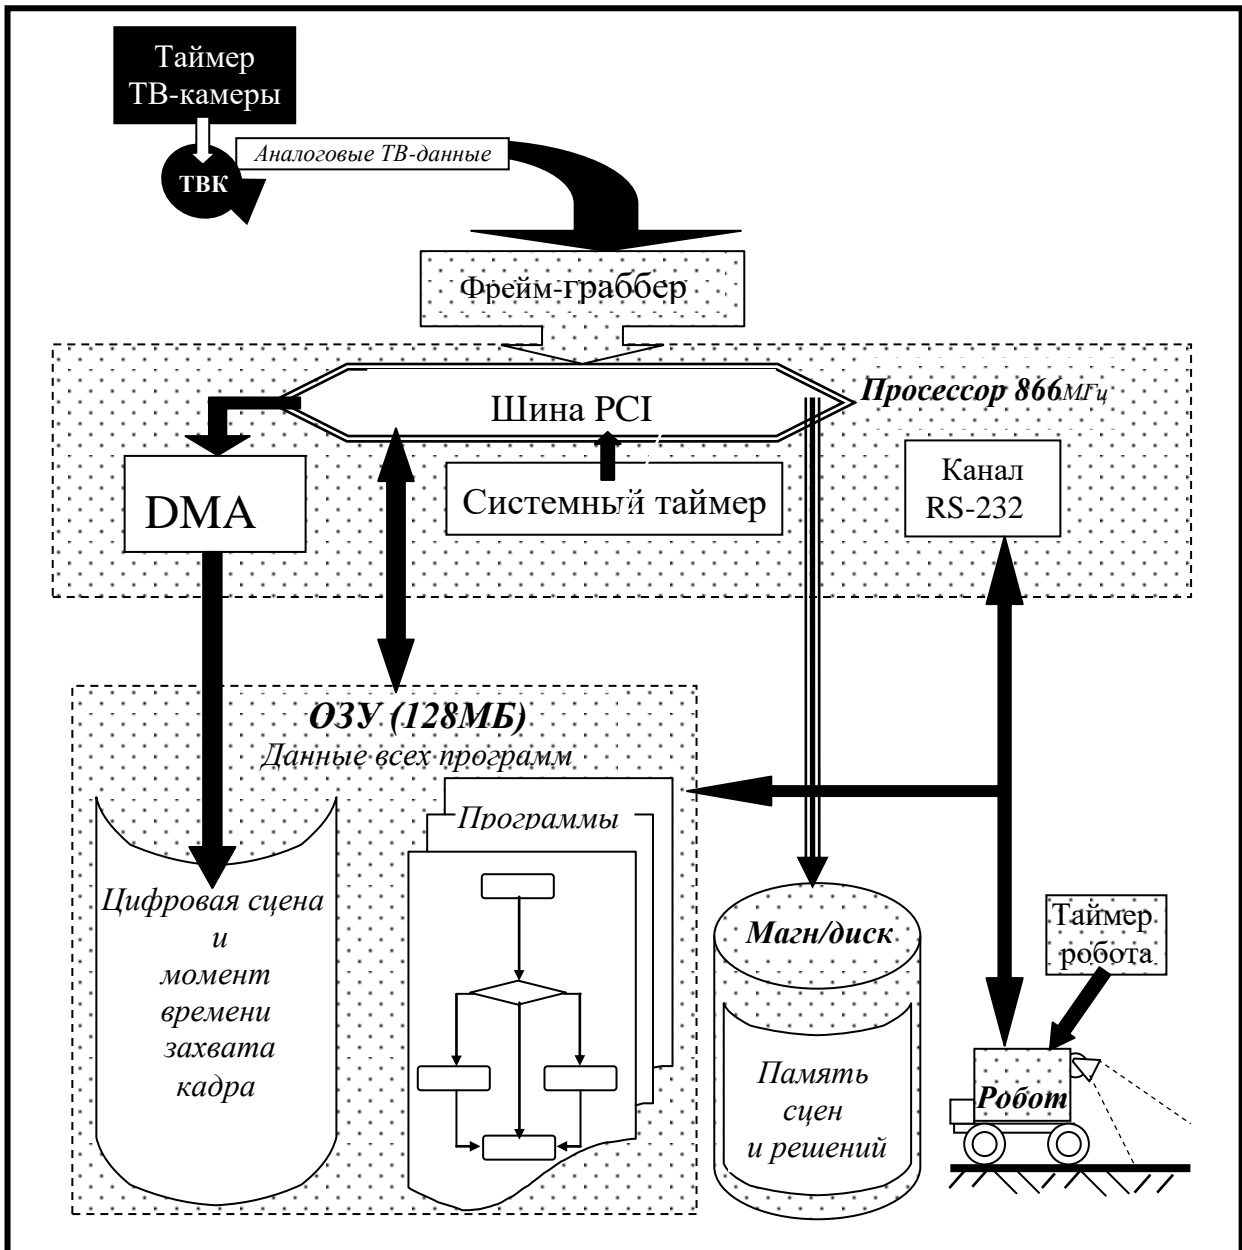 Таймер
ТВ-камеры
Аналоговые ТВ-данные
ТВК
Фрейм-граббер
Просессор 866МГц
Шина PCI
Канал
RS-232
DMA
Системный таймер
ОЗУ (128МБ)
Данные всех программ
Программы
Цифровая сцена
и
момент
времени
захвата
кадра
Магн/диск
Память
сцен
и решений
Таймер
робота
Робот